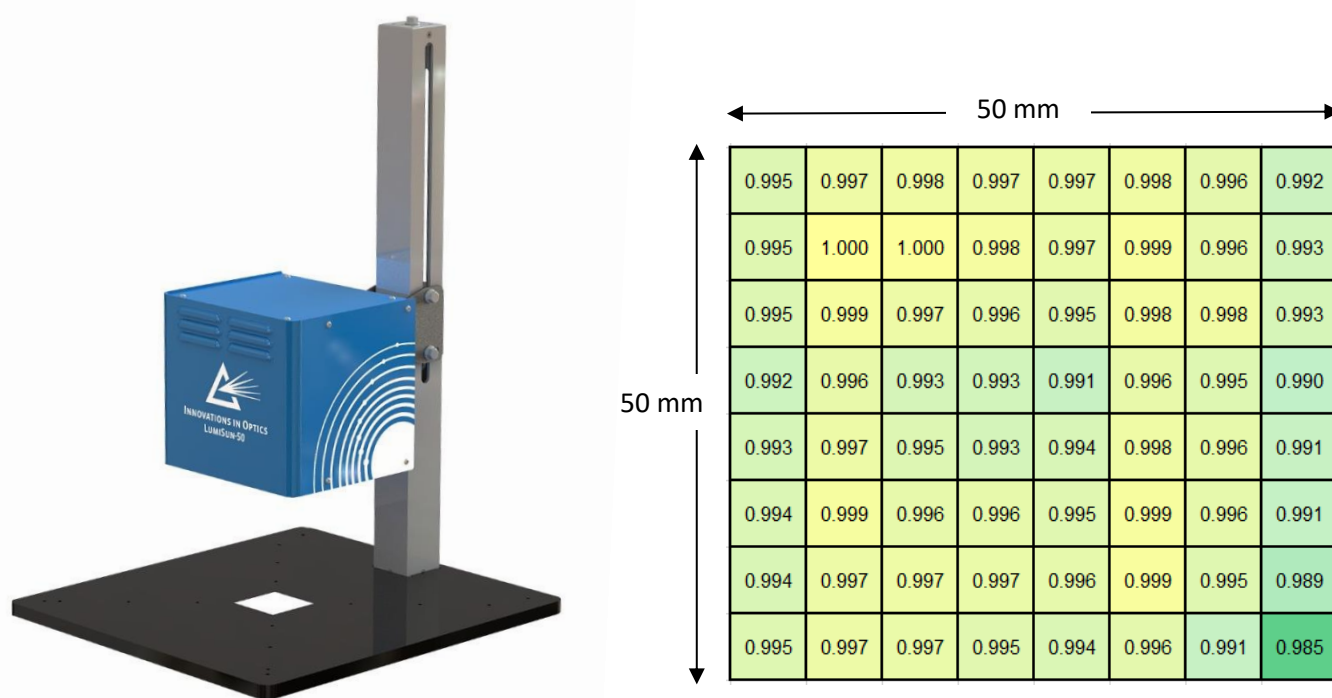 INNOVATIONS IN OPTICS
LUMISUN-50
50 mm
50 mm
0.995 0.997 0.998 0.997 0.997 0.998 0.996 0.992
0.995 1.000 1.000 0.998 0.997 0.999 0.996 0.993
0.995 0.999 0.997 0.996 0.995 0.998 0.998 0.993
0.992 0.996 0.993 0.993 0.991 0.996 0.995 0.990
0.993 0.997 0.995 0.993 0.994 0.998 0.996 0.991
0.994 0.999 0.996 0.996 0.995 0.999 0.996 0.991
0.994 0.997 0.997 0.997 0.996 0.999 0.995 0.989
0.995 0.997 0.997 0.995 0.994 0.996 0.991 0.985